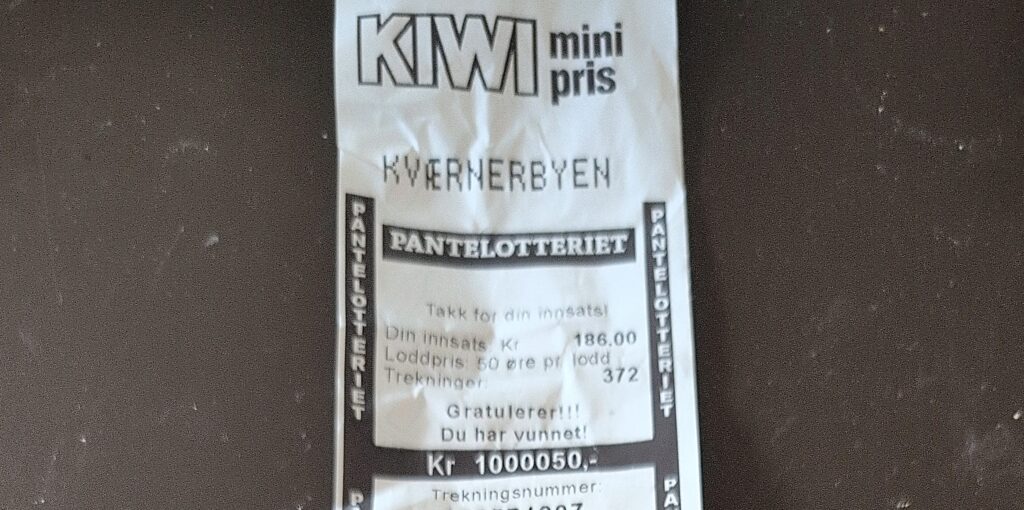 KIWI mini pris
KVÆRNERBYEN
PANTELOTTERIET
PANTELOTTERIET
PANTELOTTERIET
Takk for din innsats!
Din innsats: Kr 186.00
Loddpris: 50 øre pr. lodd
Trekninger: 372
Gratulerer!!!
Du har vunnet!
Kr 1000050,-
Trekningsnummer: